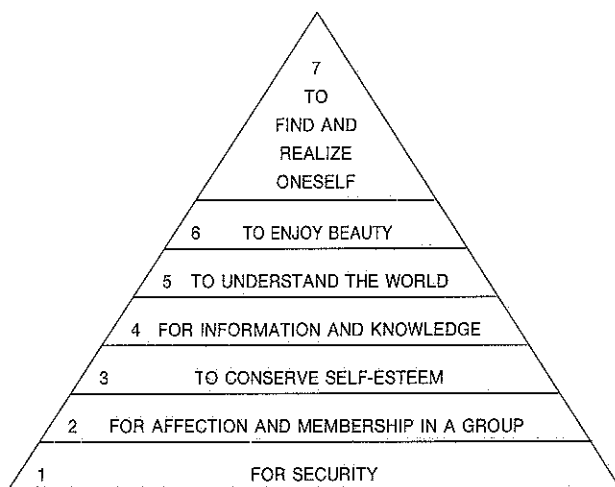 7
TO
FIND AND
REALIZE
ONESELF
6 TO ENJOY BEAUTY
5 TO UNDERSTAND THE WORLD
4 FOR INFORMATION AND KNOWLEDGE
3 TO CONSERVE SELF-ESTEEM
2 FOR AFFECTION AND MEMBERSHIP IN A GROUP
1 FOR SECURITY